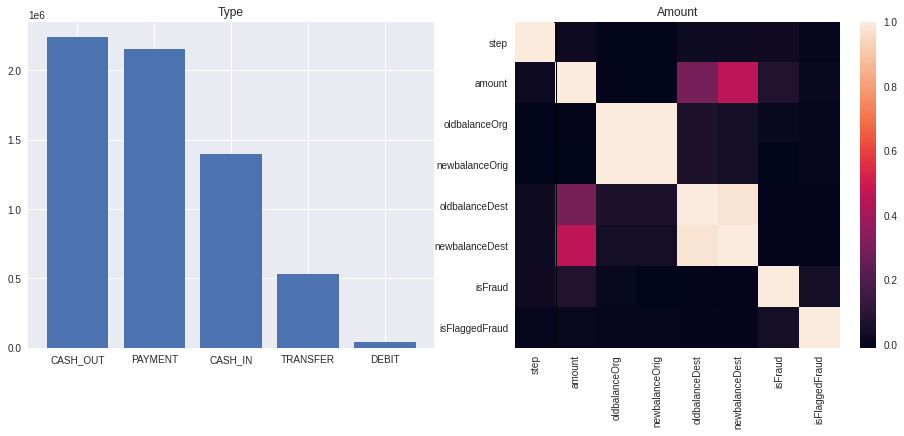 Type
1e6
2.0
1.5
1.0
0.5
0.0
CASH_OUT
PAYMENT
CASH_IN
TRANSFER
DEBIT
Amount
step
amount
oldbalanceOrg
newbalanceOrig
oldbalanceDest
newbalanceDest
isFraud
isFlaggedFraud
step
amount
oldbalanceOrg
newbalanceOrig
oldbalanceDest
newbalanceDest
isFraud
isFlaggedFraud
1.0
0.8
0.6
0.4
0.2
0.0